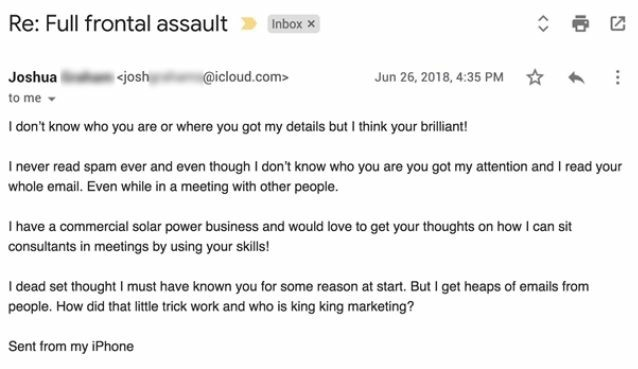 Re: Full frontal assault Inbox x
Joshua <josh @icloud.com> Jun 26, 2018, 4:35 PM
to me
I don't know who you are or where you got my details but I think your brilliant!
I never read spam ever and even though I don't know who you are you got my attention and I read your
whole email. Even while in a meeting with other people.
I have a commercial solar power business and would love to get your thoughts on how I can sit
consultants in meetings by using your skills!
I dead set thought I must have known you for some reason at start. But I get heaps of emails from
people. How did that little trick work and who is king king marketing?
Sent from my iPhone